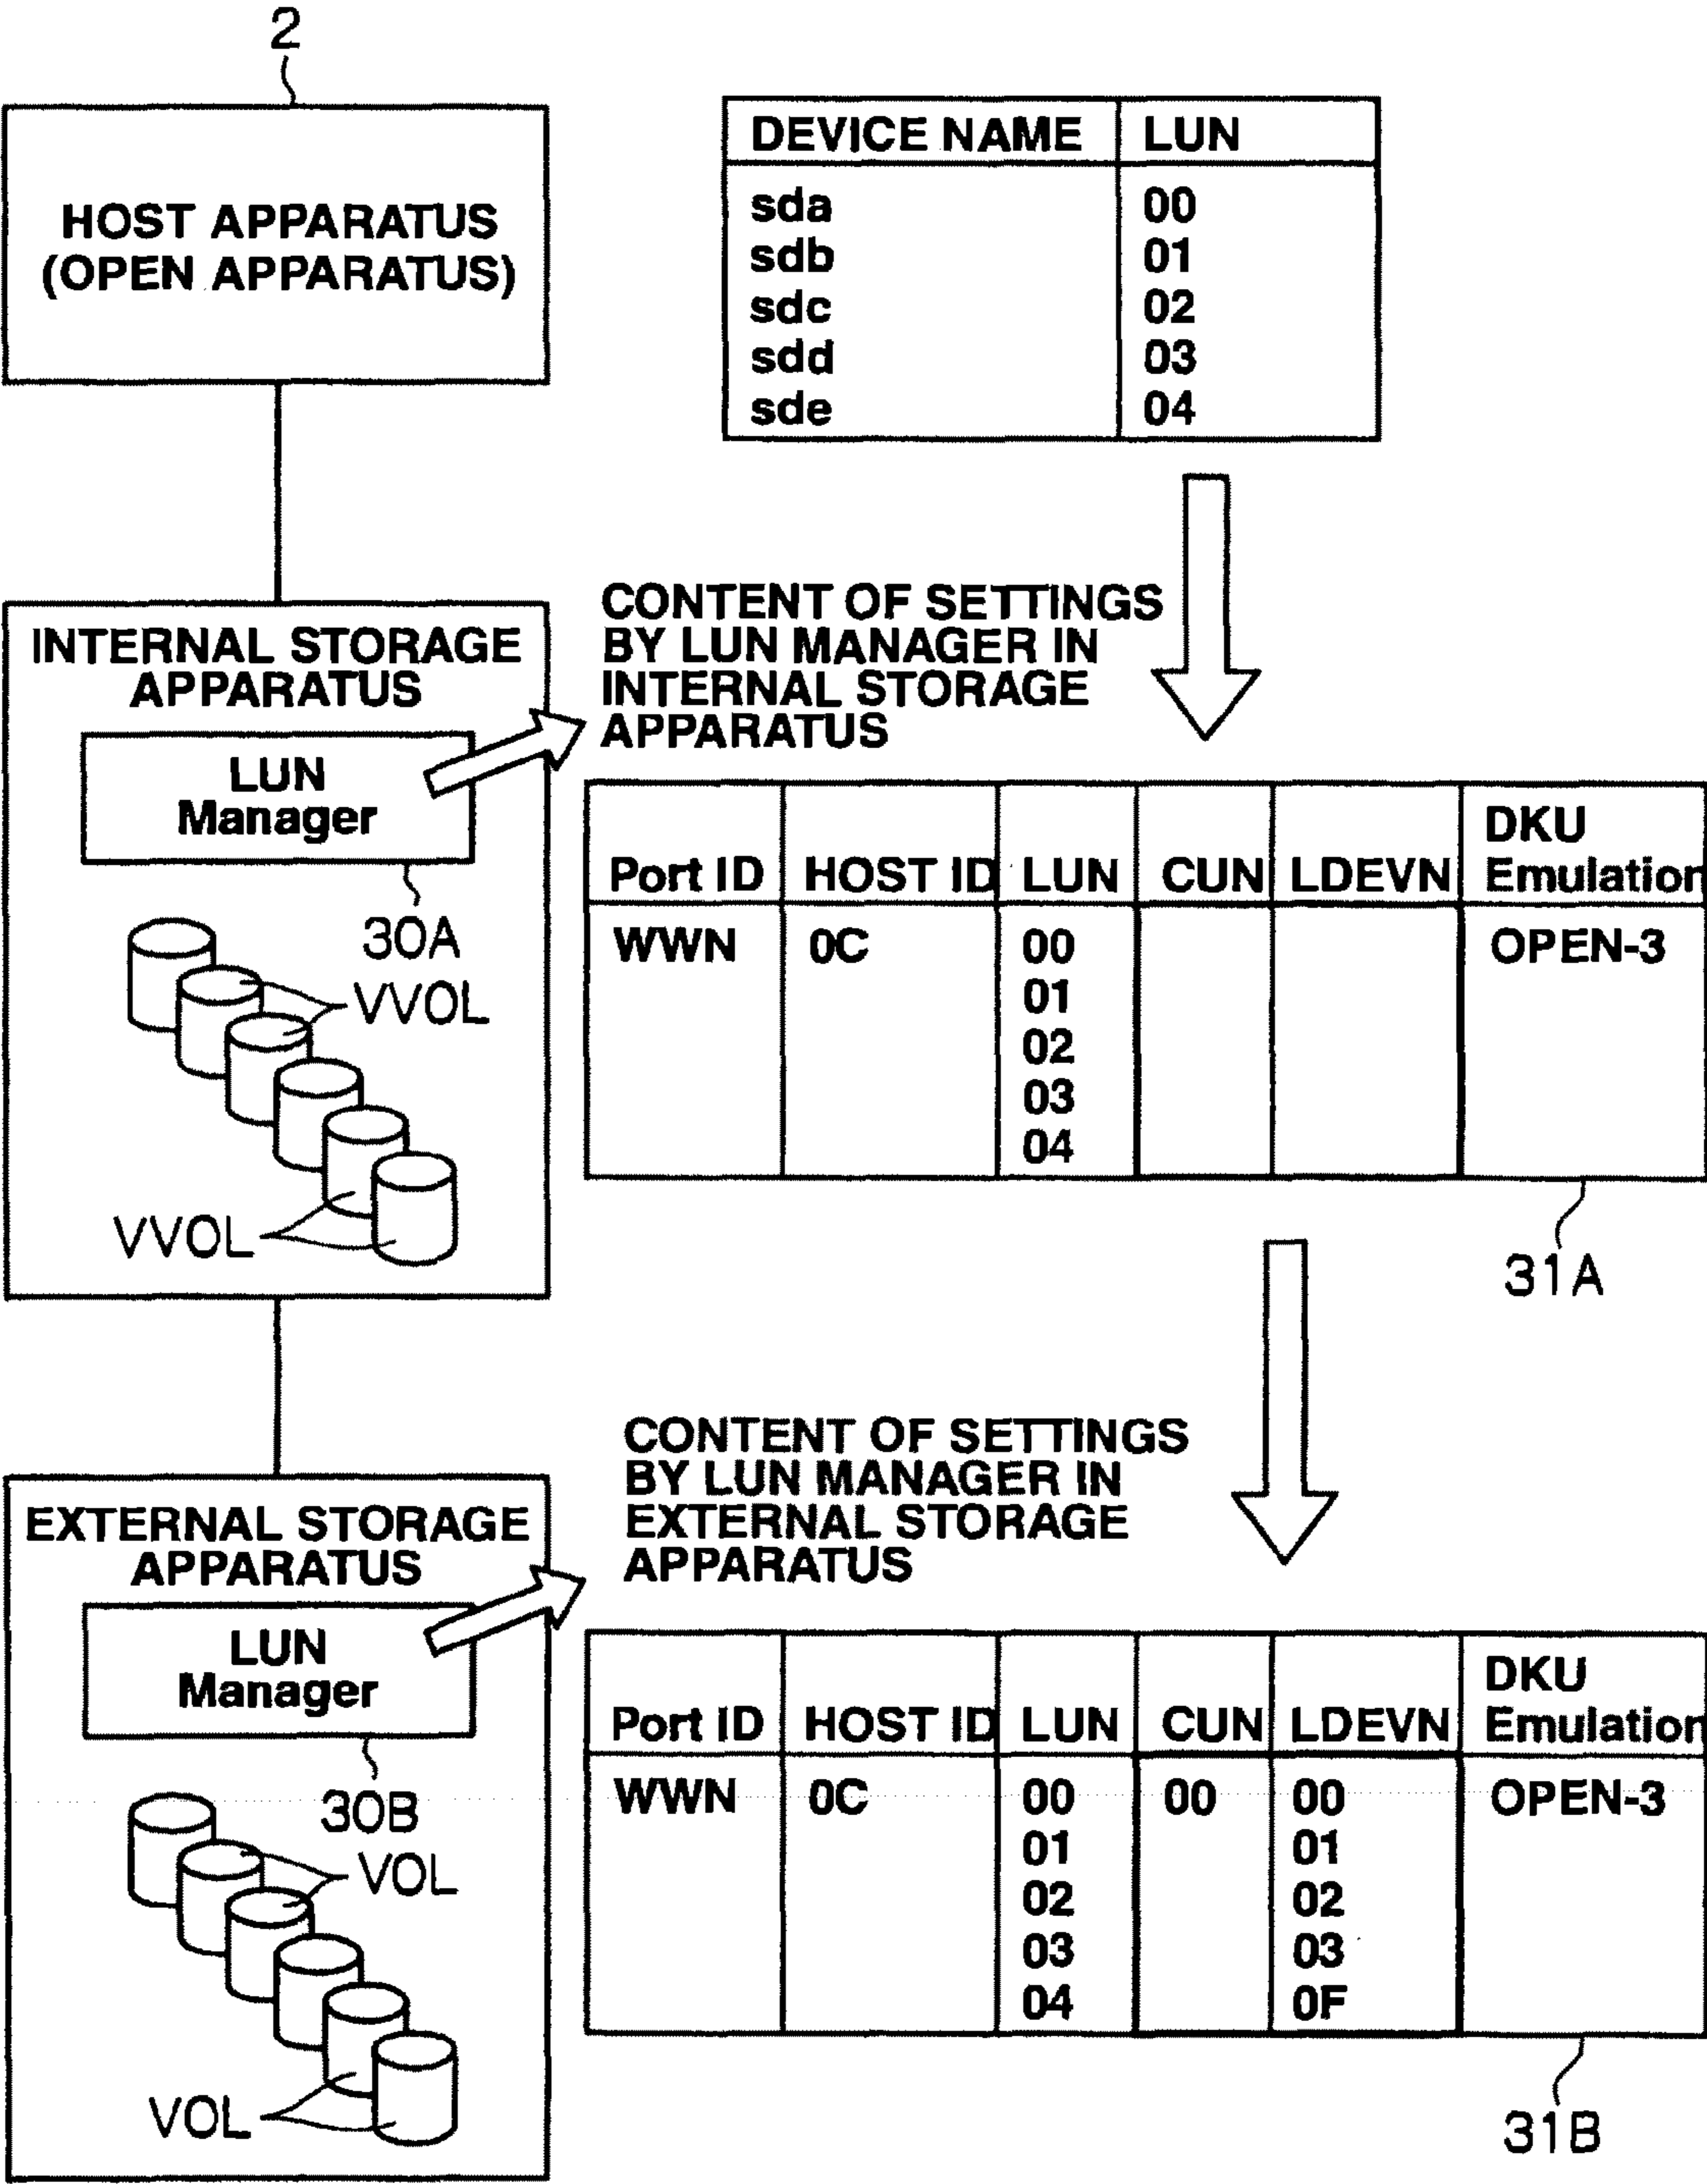 2
HOST APPARATUS
(OPEN APPARATUS)
DEVICE NAME LUN
sda 00
sdb 01
sdc 02
sdd 03
sde 04
INTERNAL STORAGE
APPARATUS
LUN
Manager
30A
VVOL
VVOL
CONTENT OF SETTINGS
BY LUN MANAGER IN
INTERNAL STORAGE
APPARATUS
DKU
Port ID HOST ID LUN CUN LDEVN Emulation
WWN 0C 00 OPEN-3
01
02
03
04
31A
EXTERNAL STORAGE
APPARATUS
LUN
Manager
30B
VOL
VOL
CONTENT OF SETTINGS
BY LUN MANAGER IN
EXTERNAL STORAGE
APPARATUS
DKU
Port ID HOST ID LUN CUN LDEVN Emulation
WWN 0C 00 00 00 OPEN-3
01 01
02 02
03 03
04 0F
31B